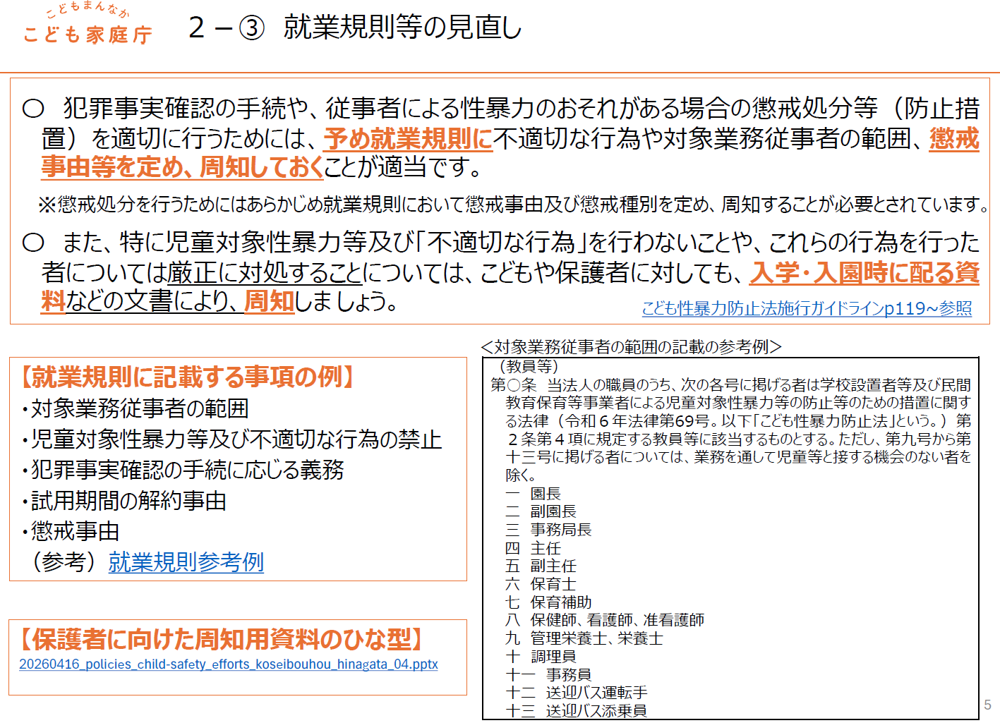 こどもまんなか
こども家庭庁
２－③　就業規則等の見直し
〇　犯罪事実確認の手続や、従事者による性暴力のおそれがある場合の懲戒処分等（防止措
置）を適切に行うためには、予め就業規則に不適切な行為や対象業務従事者の範囲、懲戒
事由等を定め、周知しておくことが適当です。
※懲戒処分を行うためにはあらかじめ就業規則において懲戒事由及び懲戒種別を定め、周知することが必要とされています。
〇　また、特に児童対象性暴力等及び「不適切な行為」を行わないことや、これらの行為を行った
者については厳正に対処することについては、こどもや保護者に対しても、入学・入園時に配る資
料などの文書により、周知しましょう。
こども性暴力防止法施行ガイドラインp119~参照
【就業規則に記載する事項の例】
・対象業務従事者の範囲
・児童対象性暴力等及び不適切な行為の禁止
・犯罪事実確認の手続に応じる義務
・試用期間の解約事由
・懲戒事由
（参考）就業規則参考例
【保護者に向けた周知用資料のひな型】
20260416_policies_child-safety_efforts_koseibouhou_hinagata_04.pptx
＜対象業務従事者の範囲の記載の参考例＞
（教員等）
第〇条　当法人の職員のうち、次の各号に掲げる者は学校設置者等及び民間
教育保育等事業者による児童対象性暴力等の防止等のための措置に関す
る法律（令和６年法律第69号。以下「こども性暴力防止法」という。）第
２条第４項に規定する教員等に該当するものとする。ただし、第九号から第
十三号に掲げる者については、業務を通して児童等と接する機会のない者を
除く。
一　園長
二　副園長
三　事務局長
四　主任
五　副主任
六　保育士
七　保育補助
八　保健師、看護師、准看護師
九　管理栄養士、栄養士
十　調理員
十一　事務員
十二　送迎バス運転手
十三　送迎バス添乗員
5